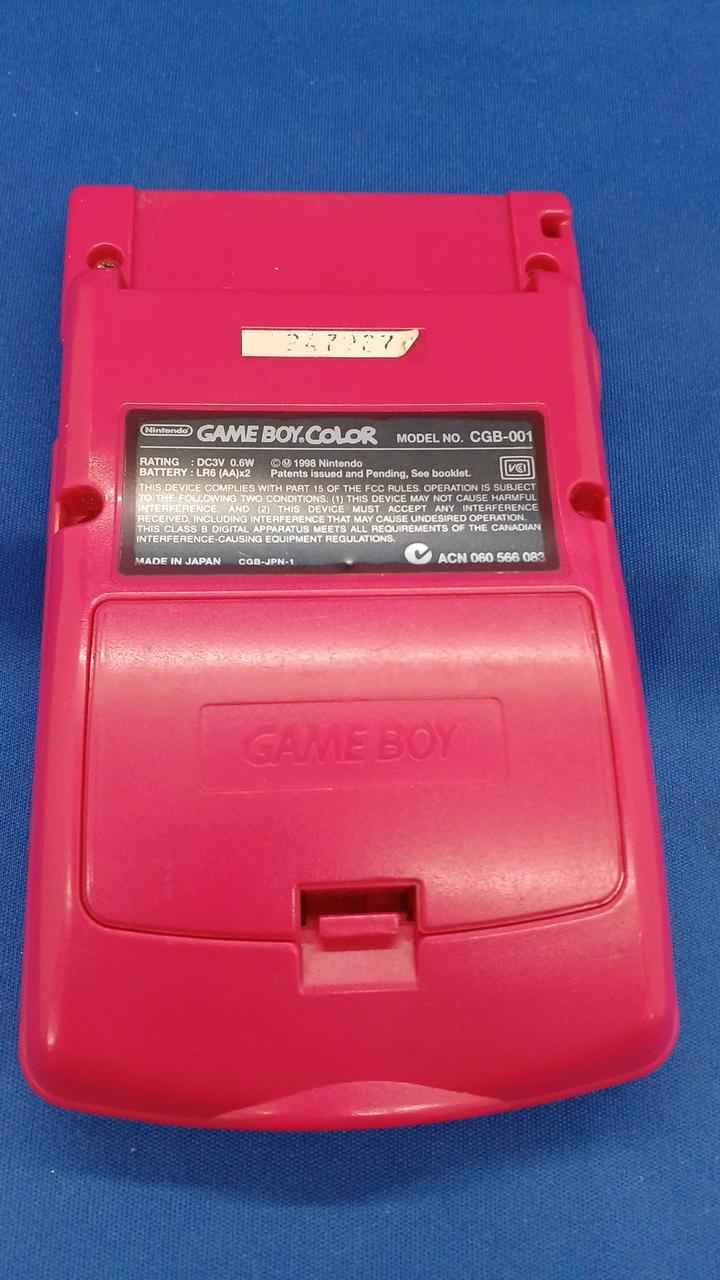 Nintendo GAME BOY COLOR MODEL NO. CGB-001
RATING : DC3V 0.6W © Ⓜ 1998 Nintendo
BATTERY : LR6 (AA)x2 Patents issued and Pending, See booklet.
VCI
THIS DEVICE COMPLIES WITH PART 15 OF THE FCC RULES. OPERATION IS SUBJECT
TO THE FOLLOWING TWO CONDITIONS: (1) THIS DEVICE MAY NOT CAUSE HARMFUL
INTERFERENCE, AND (2) THIS DEVICE MUST ACCEPT ANY INTERFERENCE
RECEIVED, INCLUDING INTERFERENCE THAT MAY CAUSE UNDESIRED OPERATION.
THIS CLASS B DIGITAL APPARATUS MEETS ALL REQUIREMENTS OF THE CANADIAN
INTERFERENCE-CAUSING EQUIPMENT REGULATIONS.
MADE IN JAPAN CGB-JPN-1 ACN 060 566 083
GAME BOY